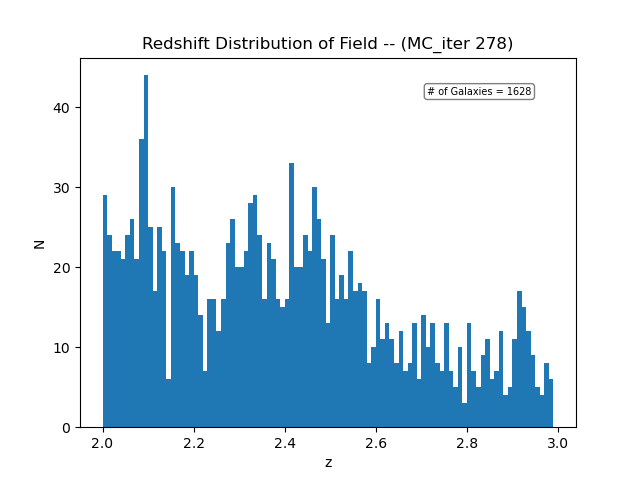 Redshift Distribution of Field -- (MC_iter 278)
# of Galaxies = 1628
40
30
20
10
0
N
2.0 2.2 2.4 2.6 2.8 3.0
z